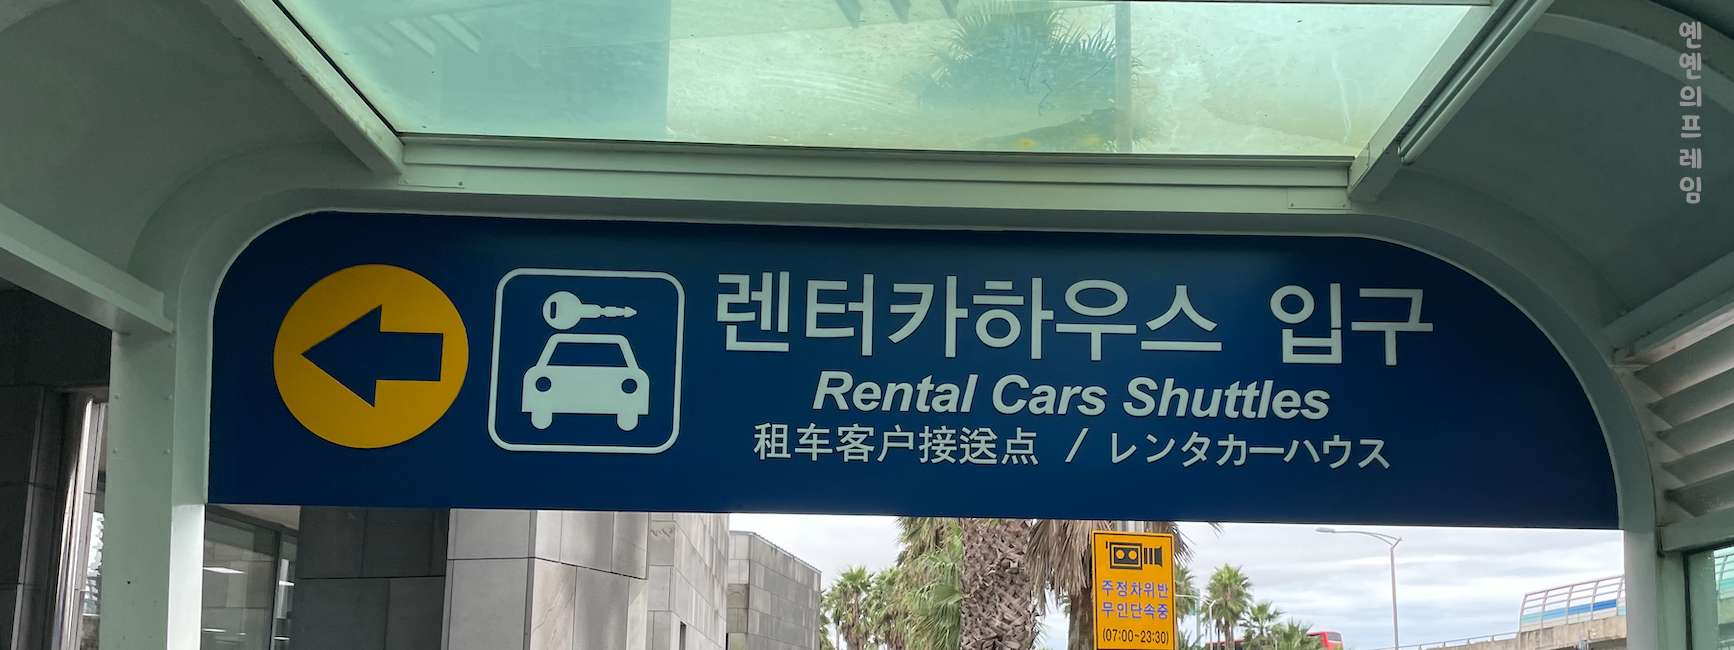 렌터카하우스 입구
Rental Cars Shuttles
租车客户接送点 / レンタカーハウス
주정차위반
무인단속중
(07:00~23:30)
옌옌의프레임